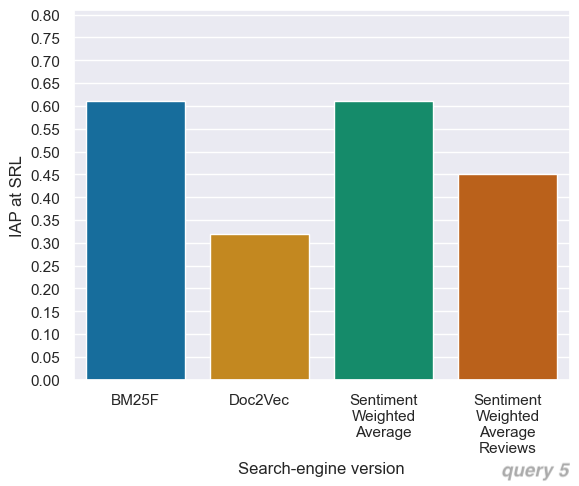 0.80
0.75
0.70
0.65
0.60
0.55
0.50
0.45
0.40
0.35
0.30
0.25
0.20
0.15
0.10
0.05
0.00
IAP at SRL
BM25F
Doc2Vec
Sentiment
Weighted
Average
Sentiment
Weighted
Average
Reviews
Search-engine version
query 5